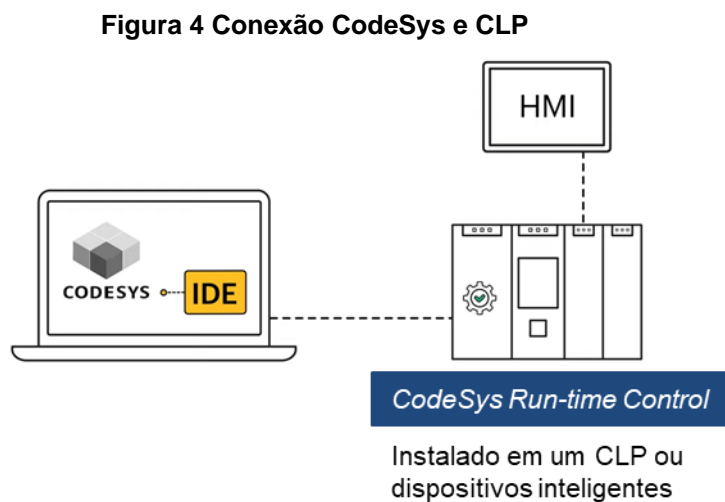 Figura 4 Conexão CodeSys e CLP
HMI
CODESYS
IDE
CodeSys Run-time Control
Instalado em um CLP ou
dispositivos inteligentes